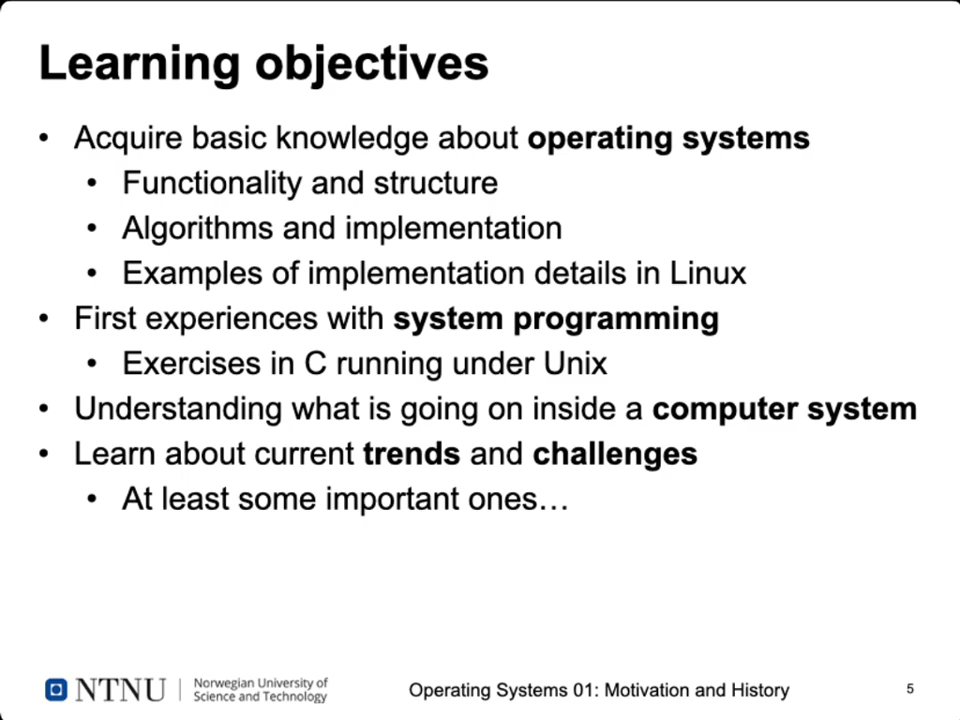 Learning objectives
• Acquire basic knowledge about operating systems
• Functionality and structure
• Algorithms and implementation
• Examples of implementation details in Linux
• First experiences with system programming
• Exercises in C running under Unix
• Understanding what is going on inside a computer system
• Learn about current trends and challenges
• At least some important ones…
NTNU
Norwegian University of
Science and Technology
Operating Systems 01: Motivation and History
5